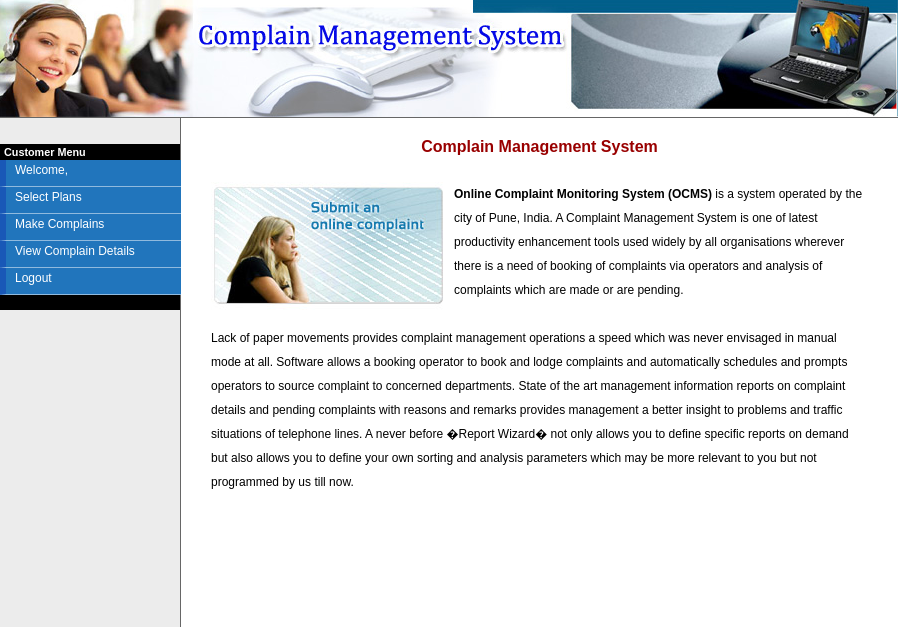 Complain Management System
Customer Menu
Welcome,
Select Plans
Make Complains
View Complain Details
Logout
Complain Management System
Submit an
online complaint
Online Complaint Monitoring System (OCMS) is a system operated by the
city of Pune, India. A Complaint Management System is one of latest
productivity enhancement tools used widely by all organisations wherever
there is a need of booking of complaints via operators and analysis of
complaints which are made or are pending.
Lack of paper movements provides complaint management operations a speed which was never envisaged in manual
mode at all. Software allows a booking operator to book and lodge complaints and automatically schedules and prompts
operators to source complaint to concerned departments. State of the art management information reports on complaint
details and pending complaints with reasons and remarks provides management a better insight to problems and traffic
situations of telephone lines. A never before �Report Wizard� not only allows you to define specific reports on demand
but also allows you to define your own sorting and analysis parameters which may be more relevant to you but not
programmed by us till now.